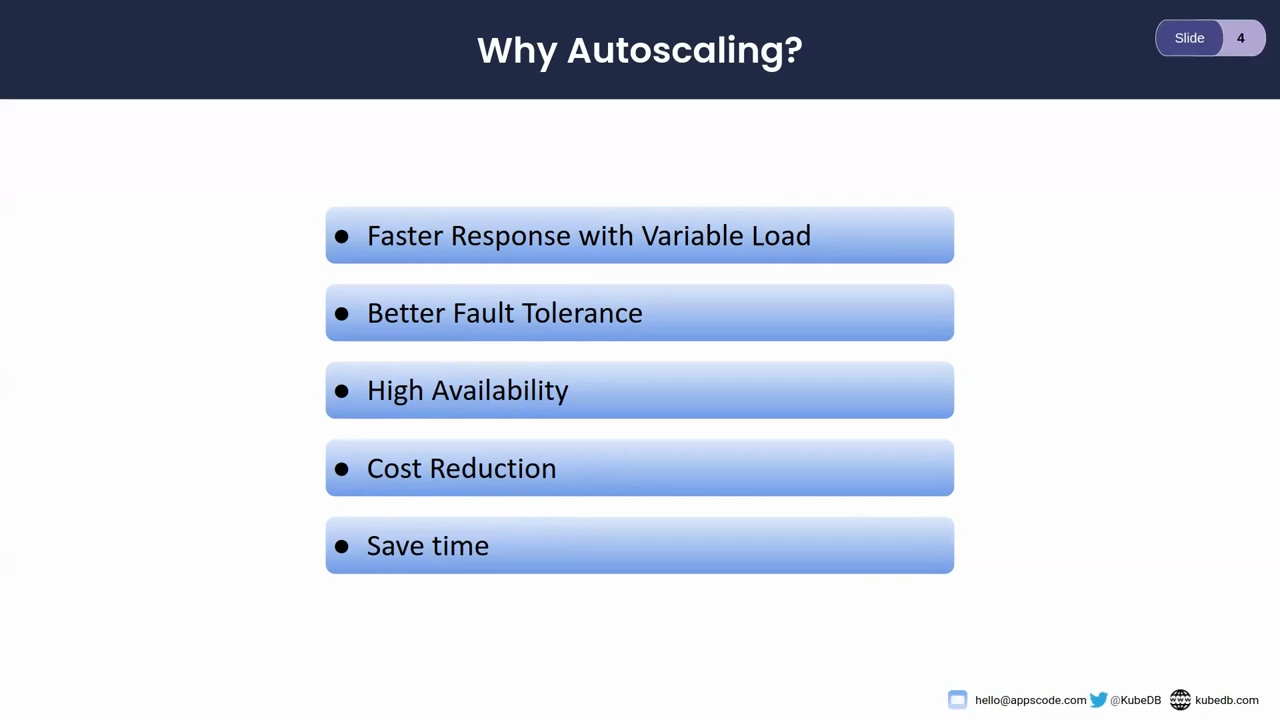 Why Autoscaling?
Slide 4
● Faster Response with Variable Load
● Better Fault Tolerance
● High Availability
● Cost Reduction
● Save time
hello@appscode.com @KubeDB www kubedb.com